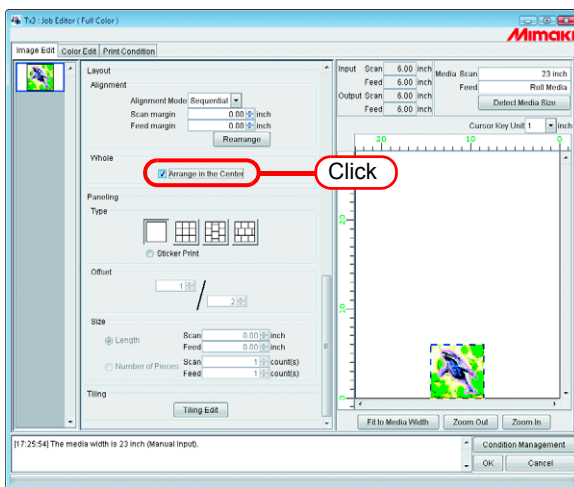 Tx3 : Job Editor ( Full Color )
Mimaki
Image Edit Color Edit Print Condition
Layout
Alignment
Alignment Mode Sequential
Scan margin 0.00 inch
Feed margin 0.00 inch
Rearrange
Whole
Arrange in the Center
Click
Paneling
Type
Sticker Print
Offset
1 / 2
Size
Length Scan 0.00 inch
Feed 0.00 inch
Number of Pieces Scan 1 count(s)
Feed 1 count(s)
Tiling
Tiling Edit
Input Scan 6.00 inch
Feed 6.00 inch
Output Scan 6.00 inch
Feed 6.00 inch
Media Scan 23 inch
Feed Roll Media
Detect Media Size
Cursor Key Unit 1 inch
20 10 0
20
10
0
Fit to Media Width Zoom Out Zoom In
[17:25:54] The media width is 23 inch (Manual Input).
Condition Management
OK Cancel